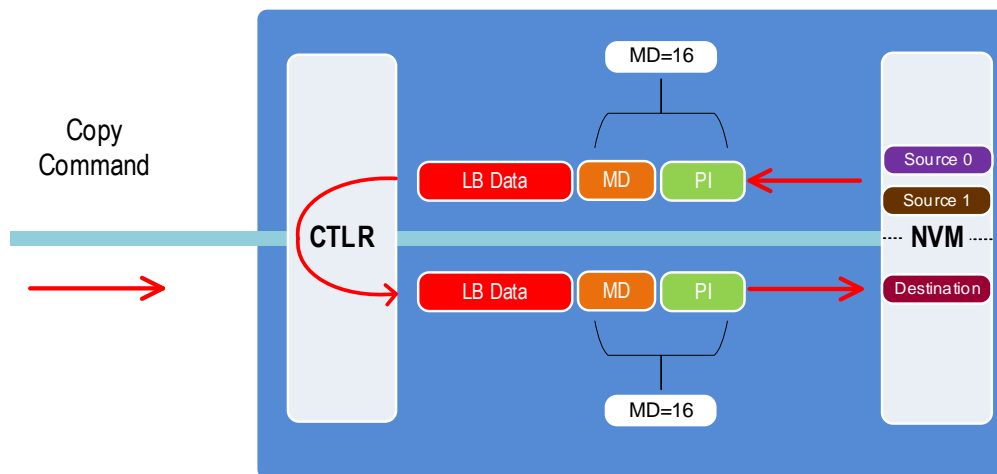 MD=16
Copy
Command
LB Data
MD
PI
Source 0
Source 1
CTLR
NVM
LB Data
MD
PI
Destination
MD=16